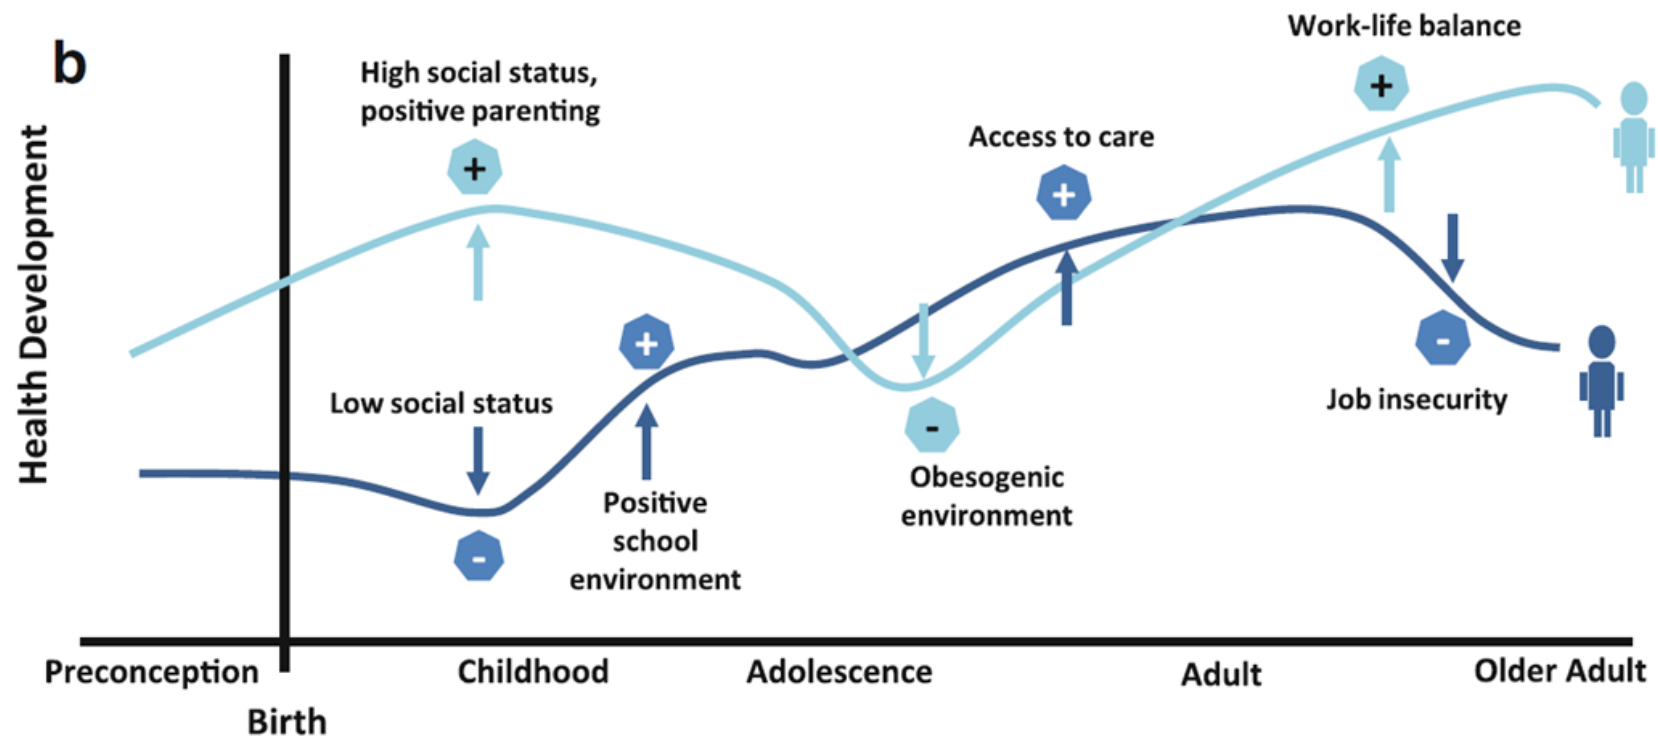 b
Health Development
High social status,
positive parenting
+
Low social status
-
+
Positive
school
environment
Access to care
+
-
Obesogenic
environment
Work-life balance
+
-
Job insecurity
Preconception
Birth
Childhood
Adolescence
Adult
Older Adult